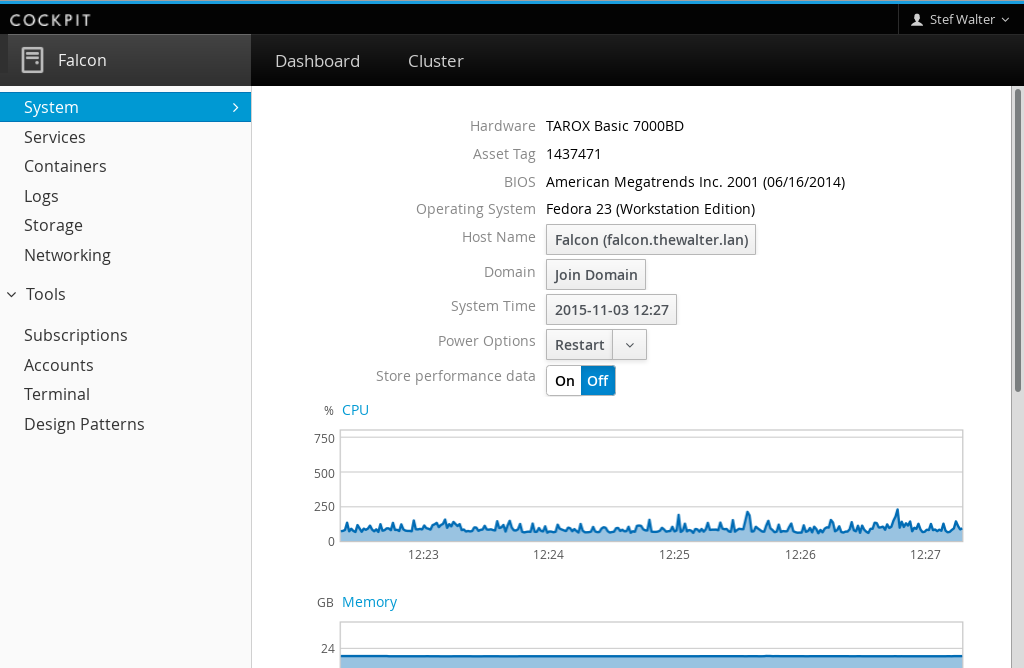 COCKPIT
Stef Walter
Falcon
Dashboard Cluster
System
Services
Containers
Logs
Storage
Networking
Tools
Subscriptions
Accounts
Terminal
Design Patterns
Hardware TAROX Basic 7000BD
Asset Tag 1437471
BIOS American Megatrends Inc. 2001 (06/16/2014)
Operating System Fedora 23 (Workstation Edition)
Host Name Falcon (falcon.thewalter.lan)
Domain Join Domain
System Time 2015-11-03 12:27
Power Options Restart
Store performance data On Off
% CPU
750
500
250
0
12:23 12:24 12:25 12:26 12:27
GB Memory
24